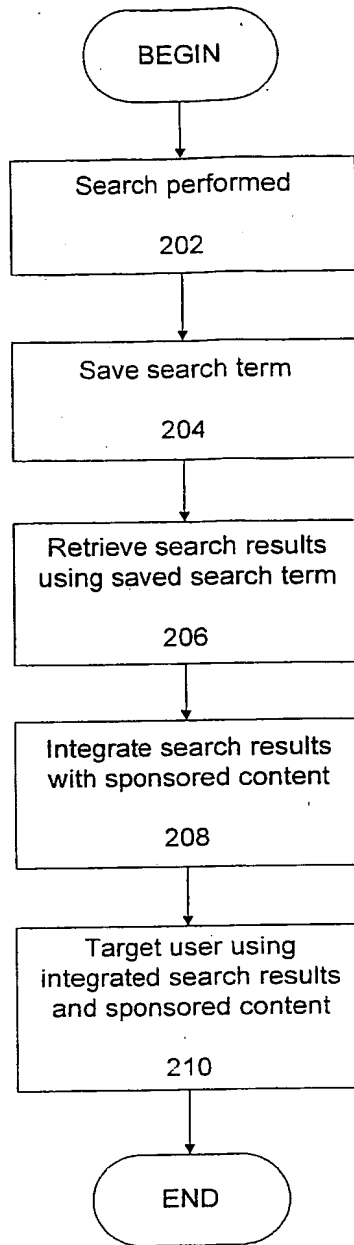 BEGIN
Search performed
202
Save search term
204
Retrieve search results
using saved search term
206
Integrate search results
with sponsored content
208
Target user using
integrated search results
and sponsored content
210
END